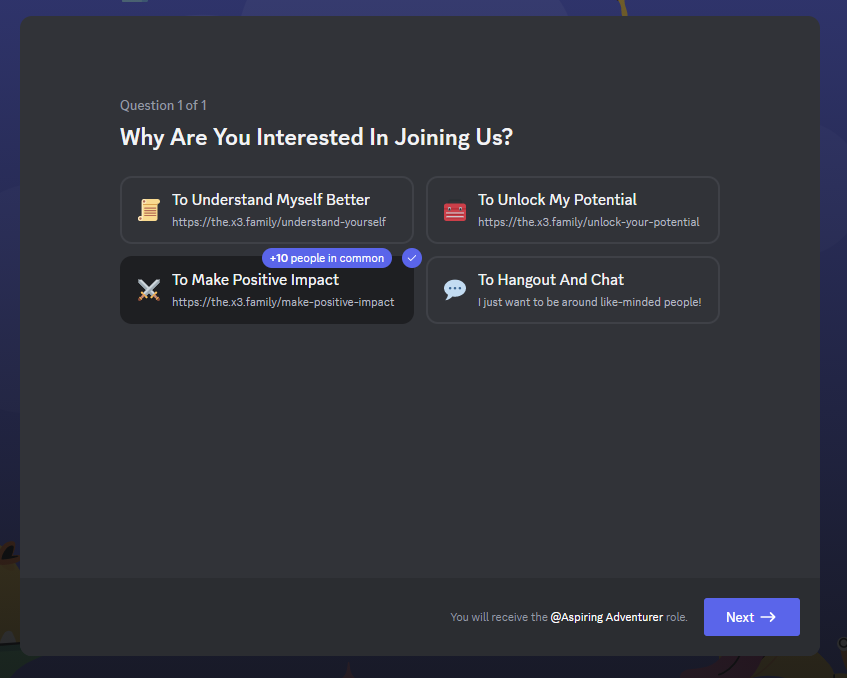 Question 1 of 1
Why Are You Interested In Joining Us?
To Understand Myself Better
https://the.x3.family/understand-yourself
To Unlock My Potential
https://the.x3.family/unlock-your-potential
+10 people in common
To Make Positive Impact
https://the.x3.family/make-positive-impact
To Hangout And Chat
I just want to be around like-minded people!
You will receive the @Aspiring Adventurer role.
Next